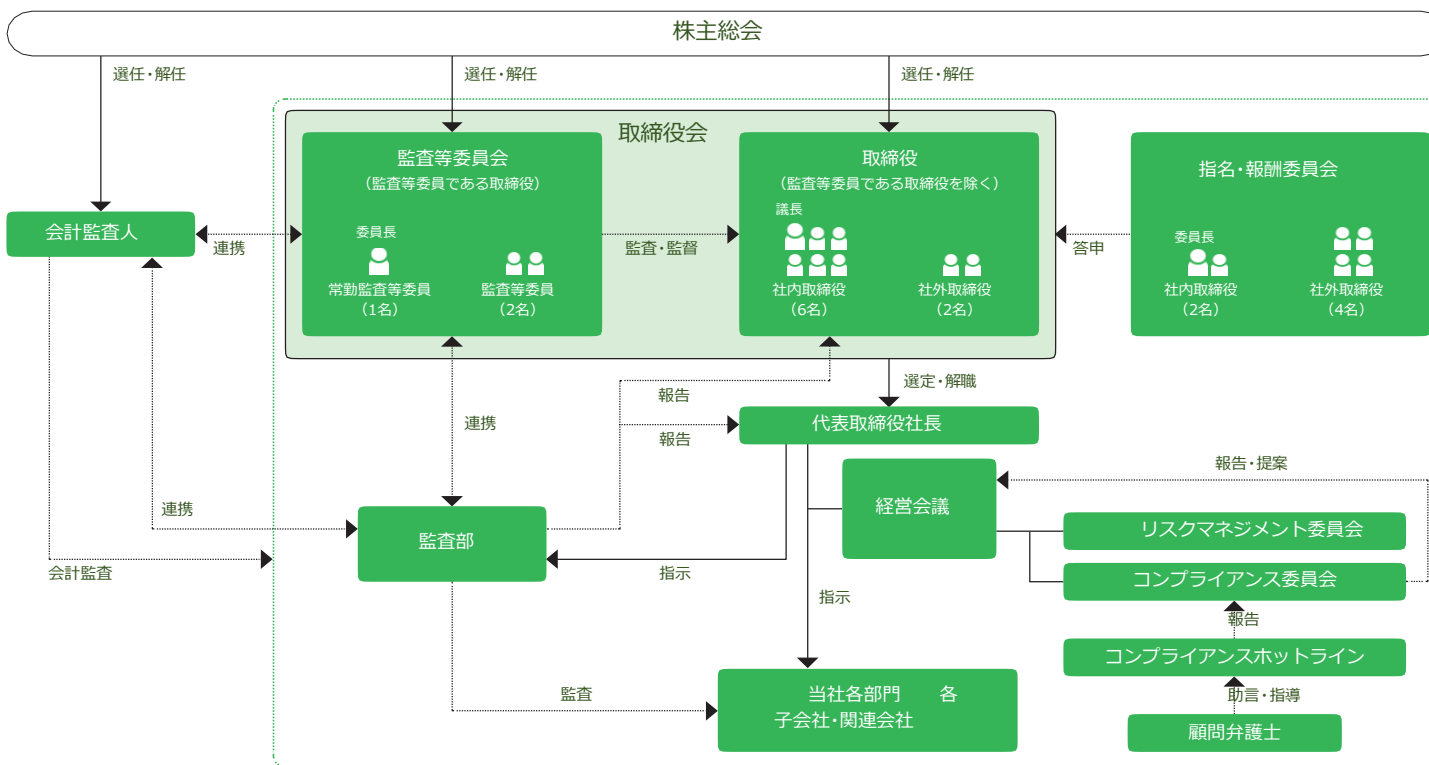 株主総会
選任・解任
選任・解任
選任・解任
取締役会
監査等委員会
（監査等委員である取締役）
委員長
常勤監査等委員
（1名）
監査等委員
（2名）
監査・監督
取締役
（監査等委員である取締役を除く）
議長
社内取締役
（6名）
社外取締役
（2名）
答申
指名・報酬委員会
委員長
社内取締役
（2名）
社外取締役
（4名）
会計監査人
連携
選定・解職
報告
報告
連携
代表取締役社長
報告・提案
経営会議
連携
監査部
リスクマネジメント委員会
会計監査
指示
コンプライアンス委員会
指示
報告
コンプライアンスホットライン
監査
当社各部門　　各
子会社・関連会社
助言・指導
顧問弁護士